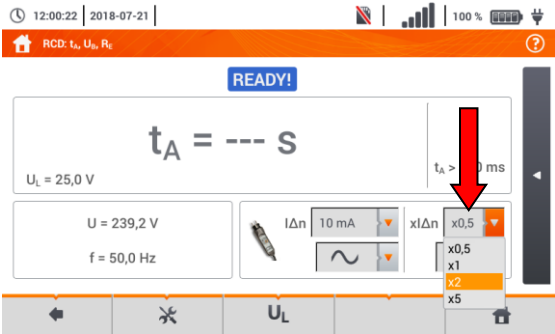 12:00:22 2018-07-21 100 %
RCD: tA, UB, RE
READY!
tA = --- s
UL = 25,0 V
tA > 0 ms
U = 239,2 V
f = 50,0 Hz
IΔn 10 mA xIΔn x0,5
x0,5
x1
x2
x5
UL